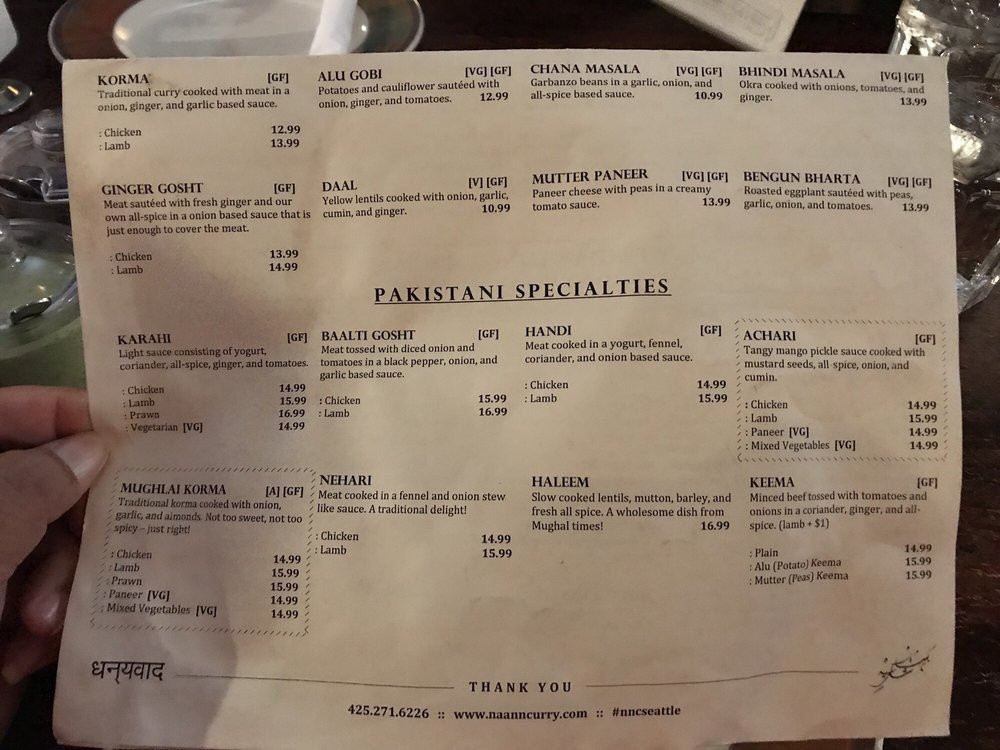 KORMA [GF]
Traditional curry cooked with meat in a
onion, ginger, and garlic based sauce.
: Chicken 12.99
: Lamb 13.99
ALU GOBI [VG] [GF]
Potatoes and cauliflower sautéed with
onion, ginger, and tomatoes. 12.99
CHANA MASALA [VG] [GF]
Garbanzo beans in a garlic, onion, and
all-spice based sauce. 10.99
BHINDI MASALA [VG] [GF]
Okra cooked with onions, tomatoes, and
ginger. 13.99
GINGER GOSHT [GF]
Meat sautéed with fresh ginger and our
own all-spice in a onion based sauce that is
just enough to cover the meat.
: Chicken 13.99
: Lamb 14.99
DAAL [V] [GF]
Yellow lentils cooked with onion, garlic,
cumin, and ginger. 10.99
MUTTER PANEER [VG] [GF]
Paneer cheese with peas in a creamy
tomato sauce. 13.99
BENGUN BHARTA [VG] [GF]
Roasted eggplant sautéed with peas,
garlic, onion, and tomatoes. 13.99
PAKISTANI SPECIALTIES
KARAHI [GF]
Light sauce consisting of yogurt,
coriander, all-spice, ginger, and tomatoes.
: Chicken 14.99
: Lamb 15.99
: Prawn 16.99
: Vegetarian [VG] 14.99
BAALTI GOSHT [GF]
Meat tossed with diced onion and
tomatoes in a black pepper, onion, and
garlic based sauce.
: Chicken 15.99
: Lamb 16.99
HANDI [GF]
Meat cooked in a yogurt, fennel,
coriander, and onion based sauce.
: Chicken 14.99
: Lamb 15.99
ACHARI [GF]
Tangy mango pickle sauce cooked with
mustard seeds, all-spice, onion, and
cumin.
: Chicken 14.99
: Lamb 15.99
: Paneer [VG] 14.99
: Mixed Vegetables [VG] 14.99
MUGHLAI KORMA [A] [GF]
Traditional korma cooked with onion,
garlic, and almonds. Not too sweet, not too
spicy – just right!
: Chicken 14.99
: Lamb 15.99
: Prawn 15.99
: Paneer [VG] 14.99
: Mixed Vegetables [VG] 14.99
NEHARI
Meat cooked in a fennel and onion stew
like sauce. A traditional delight!
: Chicken 14.99
: Lamb 15.99
HALEEM
Slow cooked lentils, mutton, barley, and
fresh all spice. A wholesome dish from
Mughal times! 16.99
KEEMA [GF]
Minced beef tossed with tomatoes and
onions in a coriander, ginger, and all-
spice. (lamb + $1)
: Plain 14.99
: Alu (Potato) Keema 15.99
: Mutter (Peas) Keema 15.99
धन्‌यवाद
THANK YOU
425.271.6226 :: www.naanncurry.com :: #nncseattle